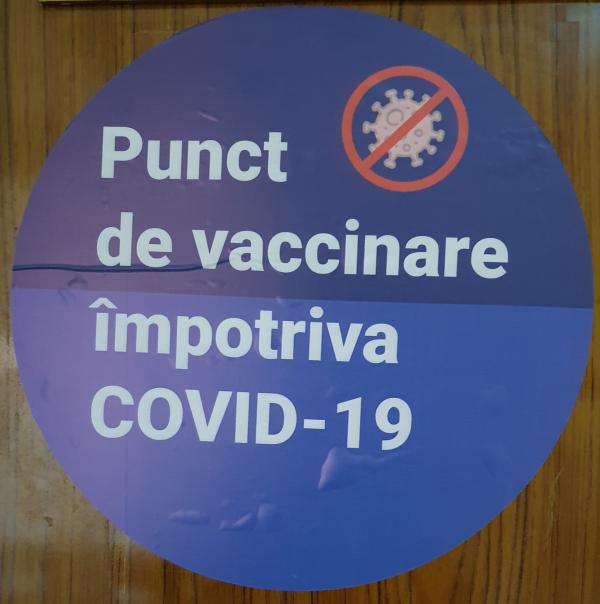 Punct
de vaccinare
împotriva
COVID-19